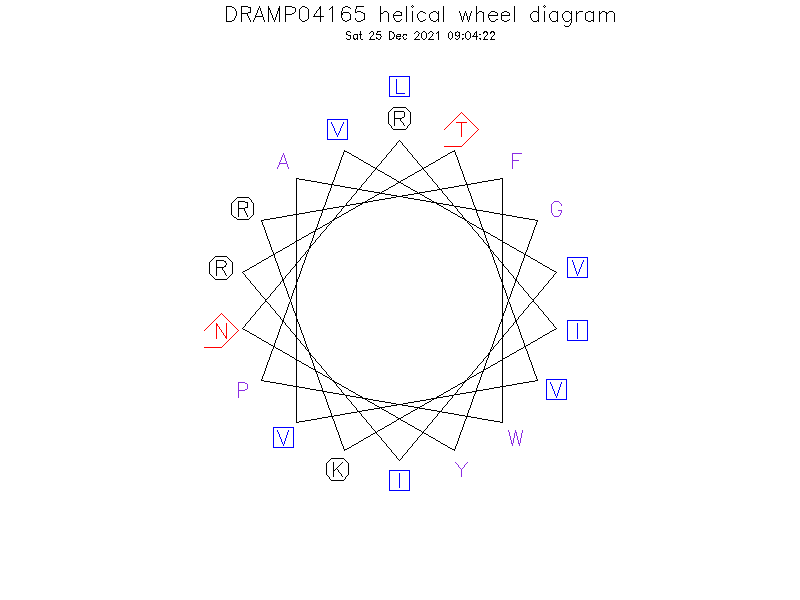 DRAMP04165 helical wheel diagram
Sat 25 Dec 2021 09:04:22
L
R
V T
A F
R G
R V
N I
P V
V W
K Y
I